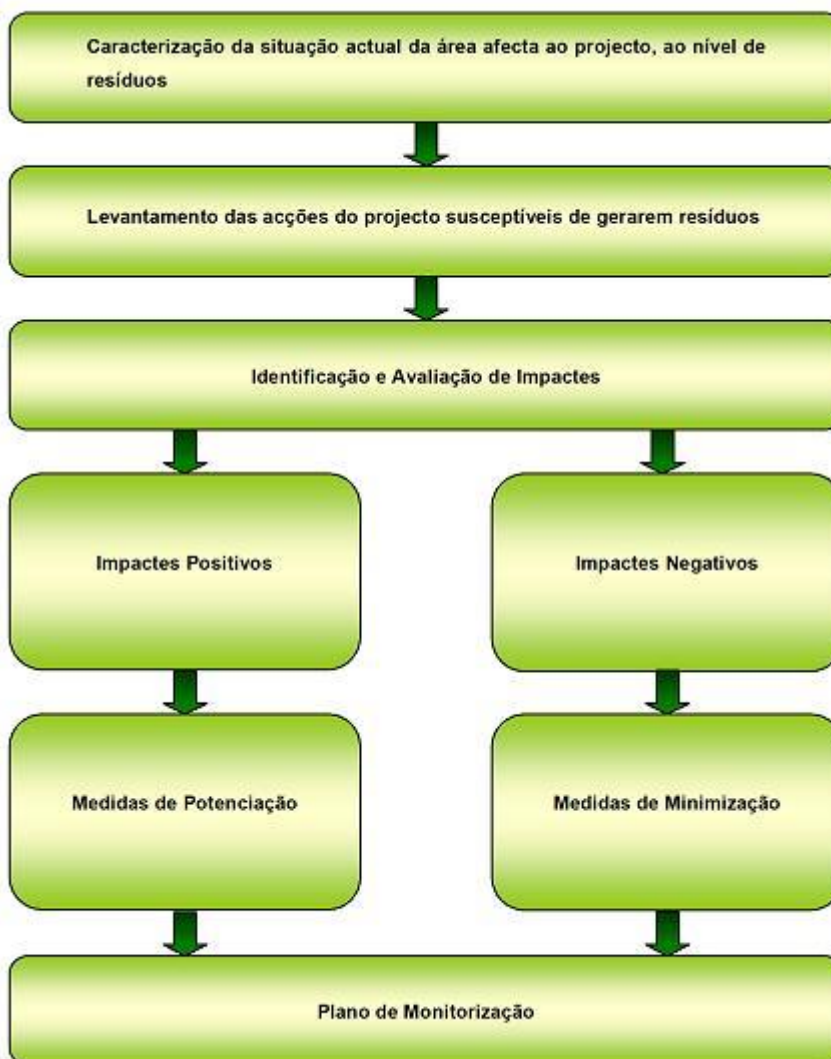 Caracterização da situação actual da área afecta ao projecto, ao nível de
resíduos
Levantamento das acções do projecto susceptíveis de gerarem resíduos
Identificação e Avaliação de Impactes
Impactes Positivos
Impactes Negativos
Medidas de Potenciação
Medidas de Minimização
Plano de Monitorização